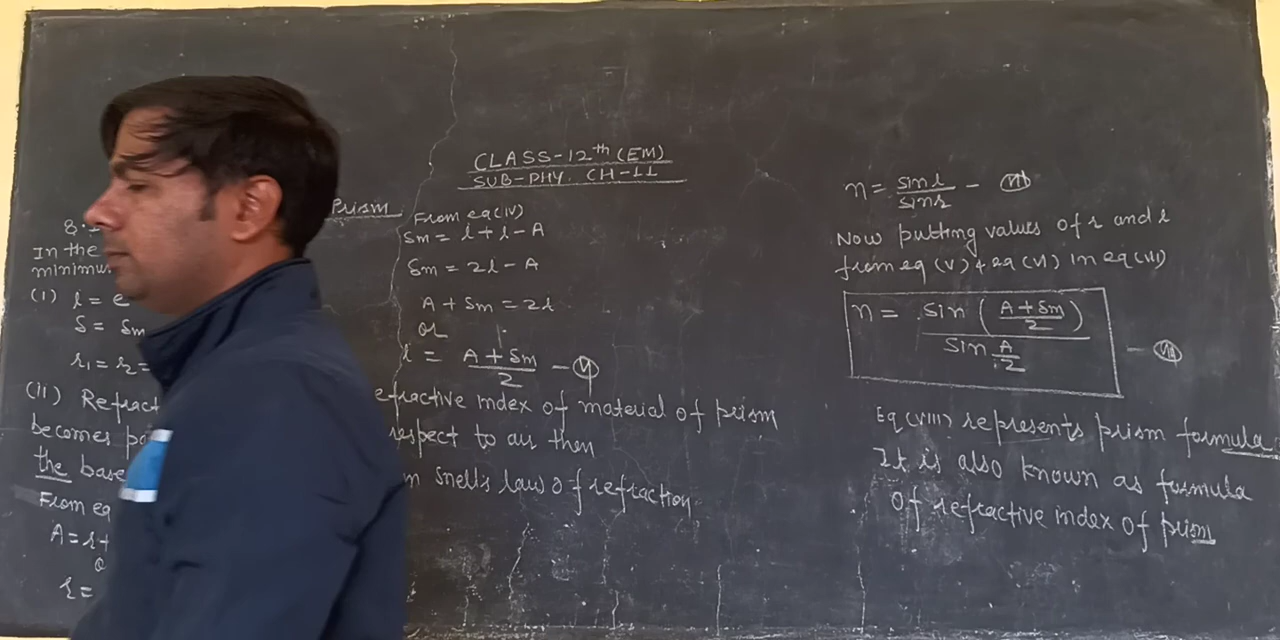 CLASS-12th (EM)
SUB-PHY. CH-11
Prism
In the
minimu
(i) i = e
δ = δm
r₁ = r₂ =
(ii) Refract
becomes pa
the base
From eq
A = r +
r =
From eq (IV)
δm = i + i - A
δm = 2i - A
A + δm = 2i
or
i = (A + δm)/2 - (VI)
efractive index of material of prism
respect to air then
m snells law of refraction.
n = sin i / sin r - (VII)
Now putting values of r and i
from eq (V) & eq (VI) in eq (VII)
n = sin ((A + δm)/2) / sin A/2 - (VIII)
Eq (VIII) represents prism formula.
It is also known as formula
of refractive index of prism